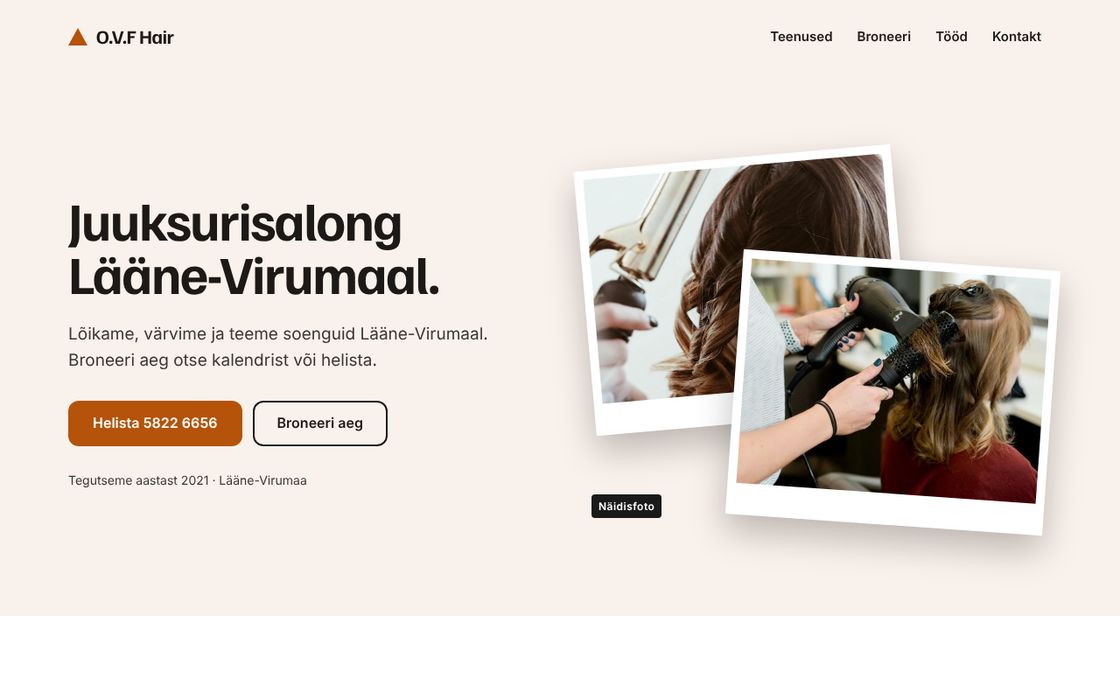 O.V.F Hair
Teenused
Broneeri
Tööd
Kontakt
Juuksurisalong
Lääne-Virumaal.
Lõikame, värvime ja teeme soenguid Lääne-Virumaal.
Broneeri aeg otse kalendrist või helista.
Helista 5822 6656
Broneeri aeg
Tegutseme aastast 2021 · Lääne-Virumaa
Näidisfoto